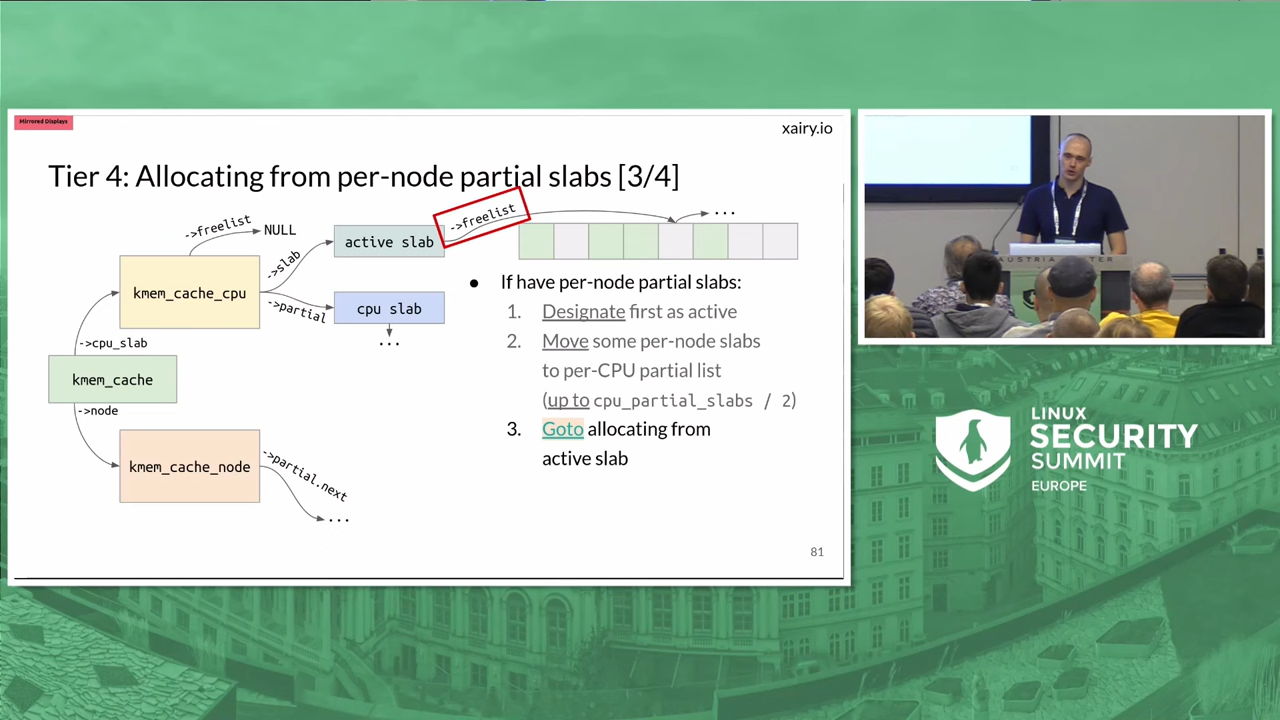 Mirrored Displays
xairy.io
Tier 4: Allocating from per-node partial slabs [3/4]
->freelist
NULL
active slab
->freelist
...
->slab
kmem_cache_cpu
->partial
cpu slab
...
->cpu_slab
kmem_cache
->node
kmem_cache_node
->partial.next
...
● If have per-node partial slabs:
1. Designate first as active
2. Move some per-node slabs
to per-CPU partial list
(up to cpu_partial_slabs / 2)
3. Goto allocating from
active slab
81
LINUX
SECURITY
SUMMIT
EUROPE